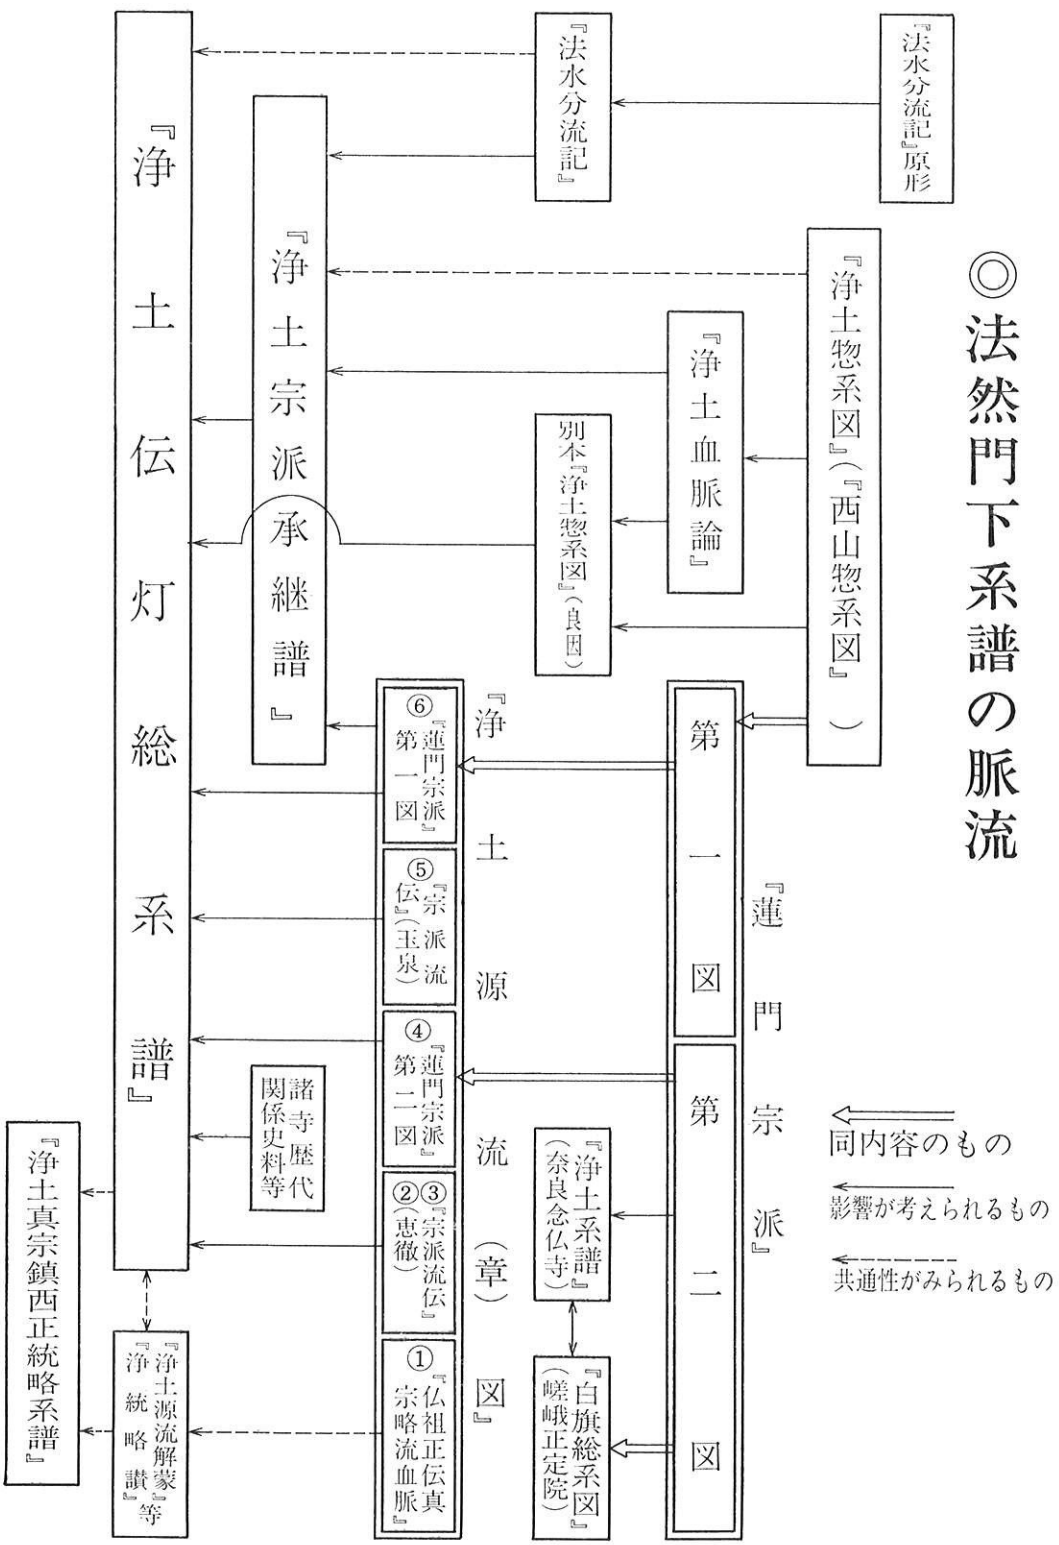 ◎法然門下系譜の脈流
『法水分流記』原形
『浄土惣系図』(『西山惣系図』)
同内容のもの
影響が考えられるもの
共通性がみられるもの
『蓮門宗派』
第一図
第二図
『浄土血脈論』
『法水分流記』
別本『浄土惣系図』(良因)
『浄土系譜』
(奈良念仏寺)
『白旗総系図』
(嵯峨正定院)
『浄土源流(章)図』
⑥
『蓮門宗派』
第一図
⑤
『宗派流
伝』(玉泉)
④
『蓮門宗派』
第二図
③『宗派流伝』
②(恵徹)
①
『仏祖正伝真
宗略流血脈』
『浄土宗派承継譜』
諸寺歴代
関係史料等
『浄土伝灯総系譜』
『浄土源流解蒙』
『浄統略讃』等
『浄土真宗鎮西正統略系譜』